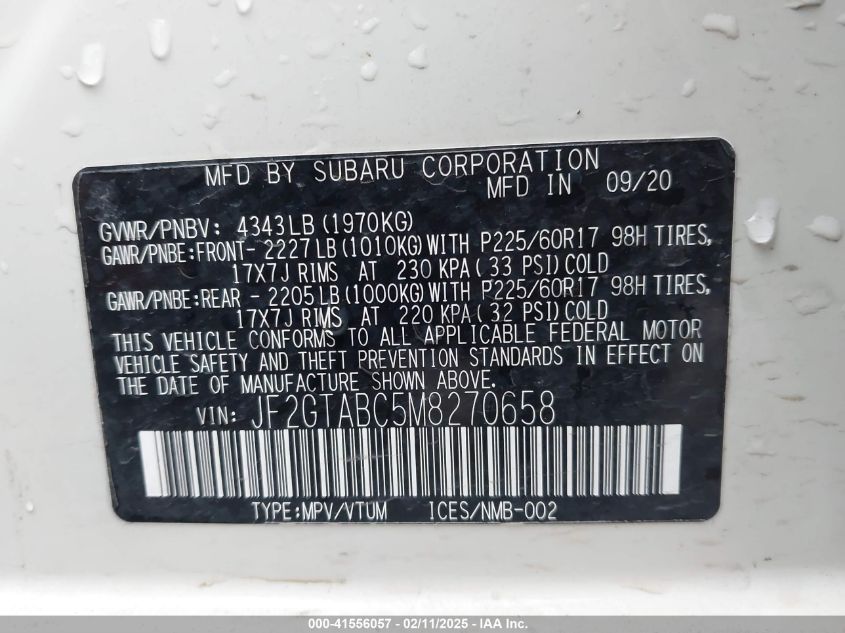 MFD BY SUBARU CORPORATION
MFD IN 09/20
GVWR/PNBV: 4343LB (1970KG)
GAWR/PNBE:FRONT- 2227LB (1010KG) WITH P225/60R17 98H TIRES,
17X7J RIMS AT 230 KPA( 33 PSI) COLD
GAWR/PNBE:REAR - 2205LB (1000KG) WITH P225/60R17 98H TIRES,
17X7J RIMS AT 220 KPA( 32 PSI) COLD
THIS VEHICLE CONFORMS TO ALL APPLICABLE FEDERAL MOTOR
VEHICLE SAFETY AND THEFT PREVENTION STANDARDS IN EFFECT ON
THE DATE OF MANUFACTURE SHOWN ABOVE.
VIN: JF2GTABC5M8270658
TYPE:MPV/VTUM ICES/NMB-002
000-41556057 - 02/11/2025 - IAA Inc.